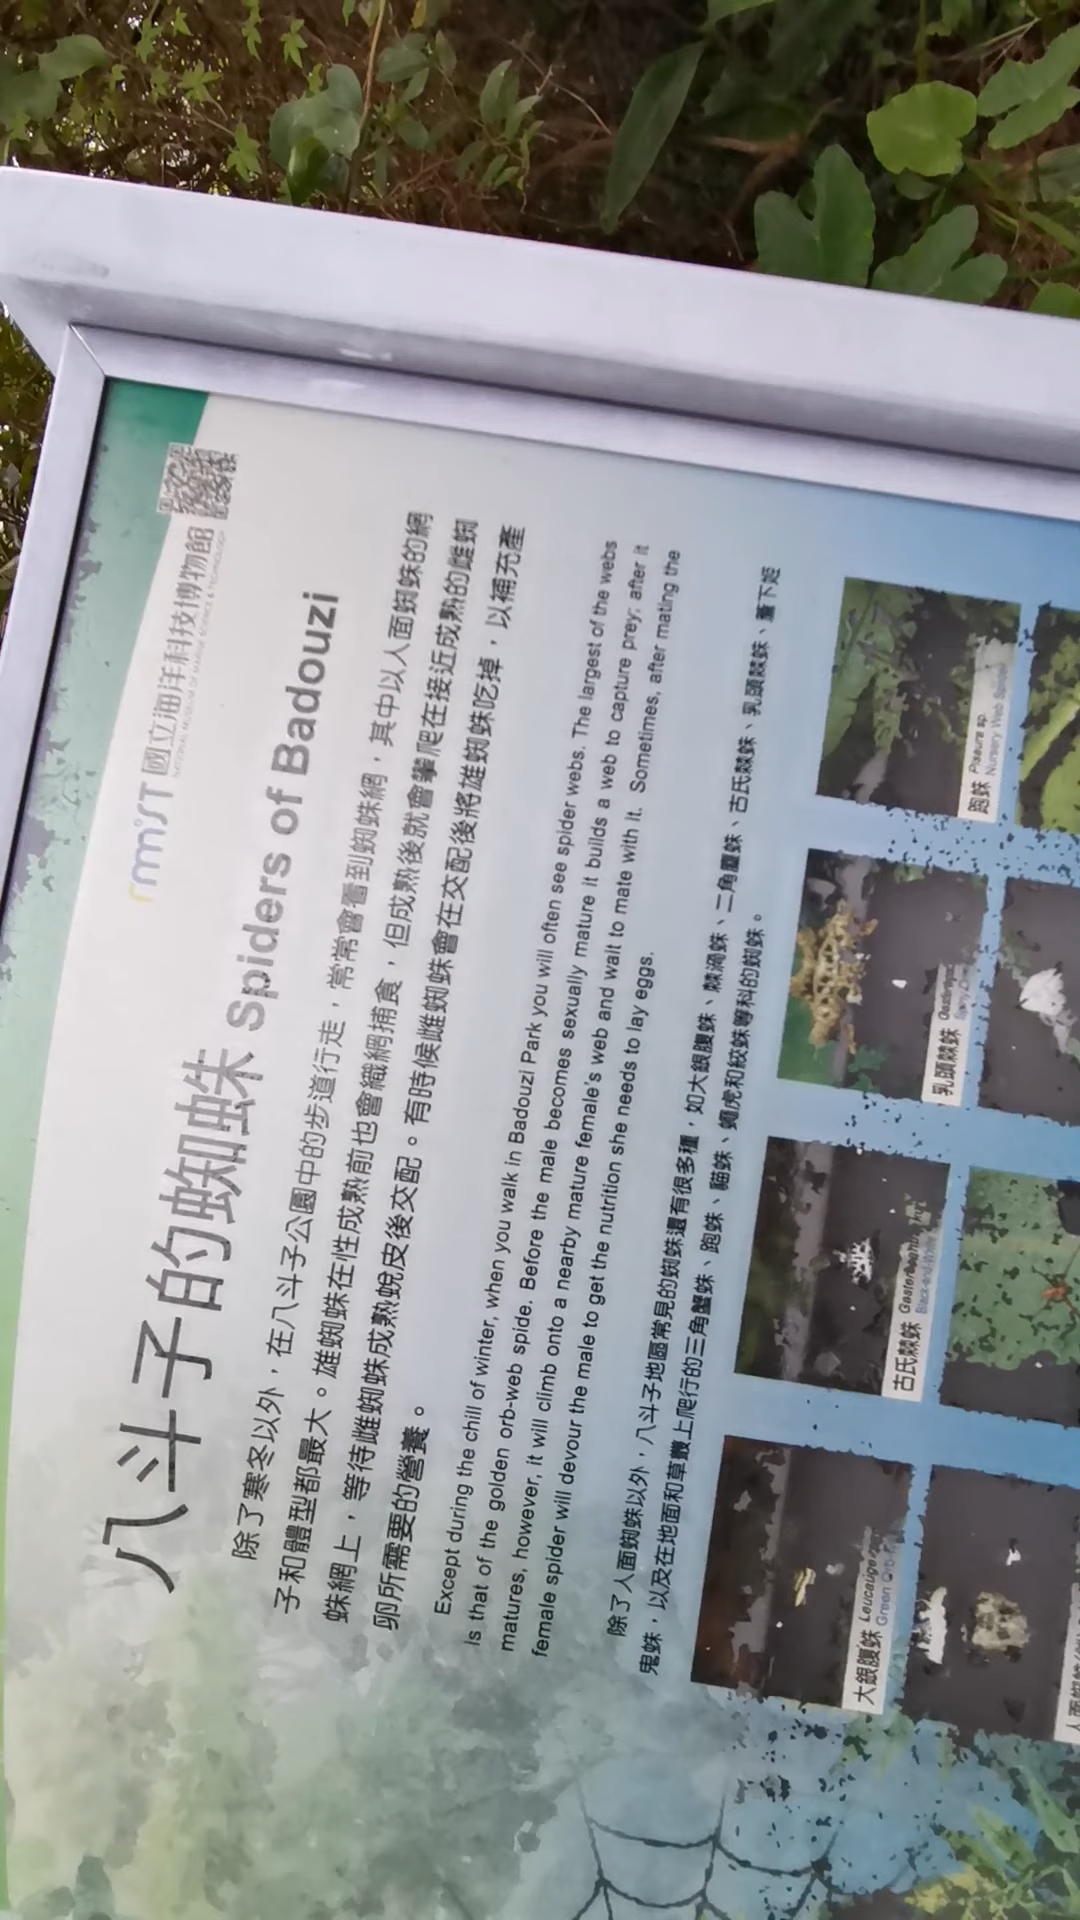 nmmst 國立海洋科技博物館
NATIONAL MUSEUM OF MARINE SCIENCE & TECHNOLOGY
八斗子的蜘蛛 Spiders of Badouzi
除了寒冬以外，在八斗子公園中的步道行走，常常會看到蜘蛛網，其中以人面蜘蛛的網
子和體型都最大。雄蜘蛛在性成熟前也會織網捕食，但成熟後就會攀爬在接近成熟的雌蜘
蛛網上，等待雌蜘蛛成熟蛻皮後交配。有時候雌蜘蛛會在交配後將雄蜘蛛吃掉，以補充產
卵所需要的營養。
Except during the chill of winter, when you walk in Badouzi Park you will often see spider webs. The largest of the webs
is that of the golden orb-web spide. Before the male becomes sexually mature it builds a web to capture prey; after it
matures, however, it will climb onto a nearby mature female's web and wait to mate with it. Sometimes, after mating the
female spider will devour the male to get the nutrition she needs to lay eggs.
除了人面蜘蛛以外，八斗子地區常見的蜘蛛還有很多種，如大銀腹蛛、棘渦蛛、二角塵蛛、古氏棘蛛、乳頭棘蛛、簷下姬
鬼蛛，以及在地面和草叢上爬行的三角蟹蛛、跑蛛、貓蛛、蠅虎和絞蛛等科的蜘蛛。
大銀腹蛛 Leucauge
Green Orb
古氏棘蛛
Black-and-White
乳頭棘蛛
跑蛛 Pisaura sp.
Nursery Web Spider
人面蜘蛛